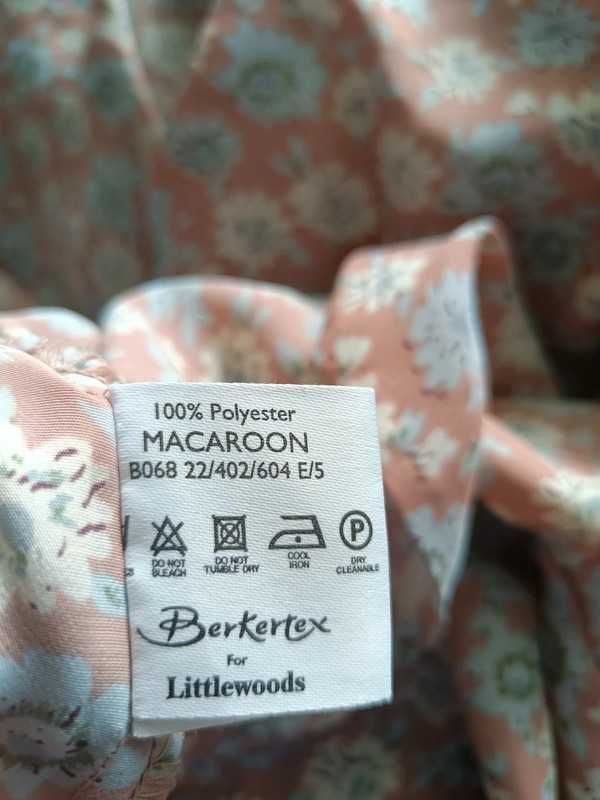 100% Polyester
MACAROON
B068 22/402/604 E/5
P
DO NOT BLEACH
DO NOT TUMBLE DRY
COOL IRON
DRY CLEANABLE
Berkertex
For
Littlewoods